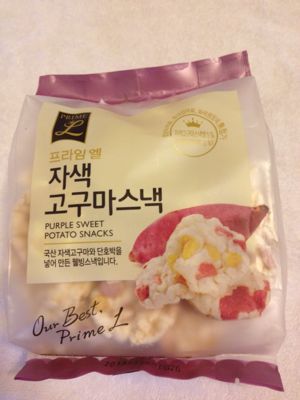 PRIME
L
프라임 엘
자색
고구마스낵
PURPLE SWEET
POTATO SNACKS
국산 자색고구마와 단호박을
넣어 만든 웰빙스낵입니다.
Our Best,
Prime L